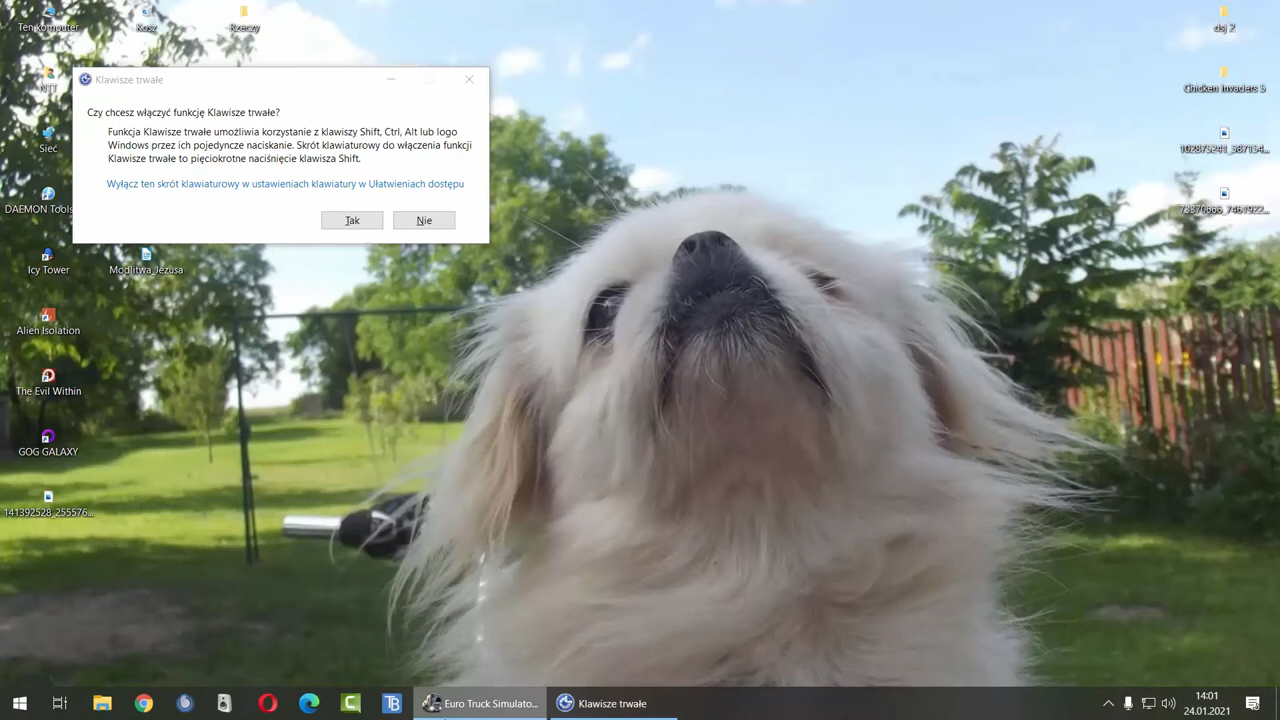 Ten komputer
Kosz
Rzeczy
dsj 2
Klawisze trwałe
NTT
Chicken Invaders 5
Czy chcesz włączyć funkcję Klawisze trwałe?
Funkcja Klawisze trwałe umożliwia korzystanie z klawiszy Shift, Ctrl, Alt lub logo
Windows przez ich pojedyncze naciskanie. Skrót klawiaturowy do włączenia funkcji
Klawisze trwałe to pięciokrotne naciśnięcie klawisza Shift.
Wyłącz ten skrót klawiaturowy w ustawieniach klawiatury w Ułatwieniach dostępu
Tak
Nie
Sieć
102875241_587134...
DAEMON Tools
73370666_7461922...
Icy Tower
Modlitwa Jezusa
Alien Isolation
The Evil Within
GOG GALAXY
141392528_255576...
Euro Truck Simulato...
Klawisze trwałe
14:01
24.01.2021